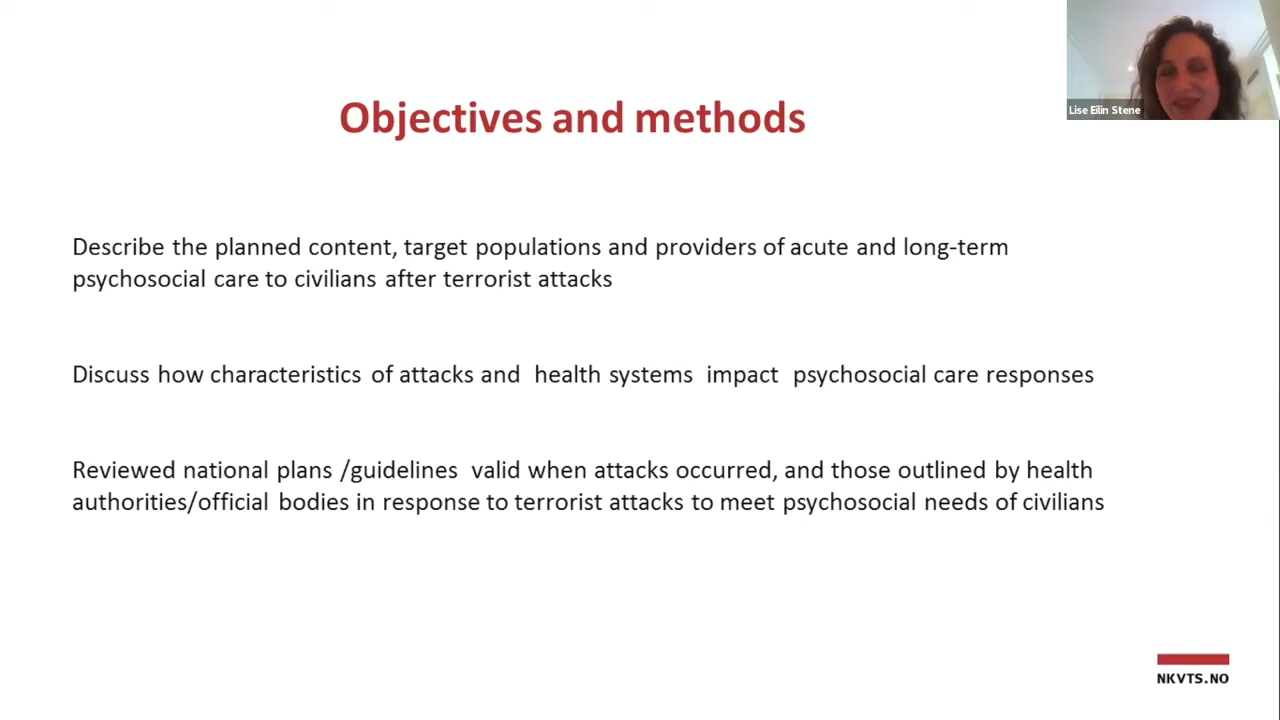 Lise Eilin Stene
Objectives and methods
Describe the planned content, target populations and providers of acute and long-term
psychosocial care to civilians after terrorist attacks
Discuss how characteristics of attacks and health systems impact psychosocial care responses
Reviewed national plans /guidelines valid when attacks occurred, and those outlined by health
authorities/official bodies in response to terrorist attacks to meet psychosocial needs of civilians
NKVTS.NO